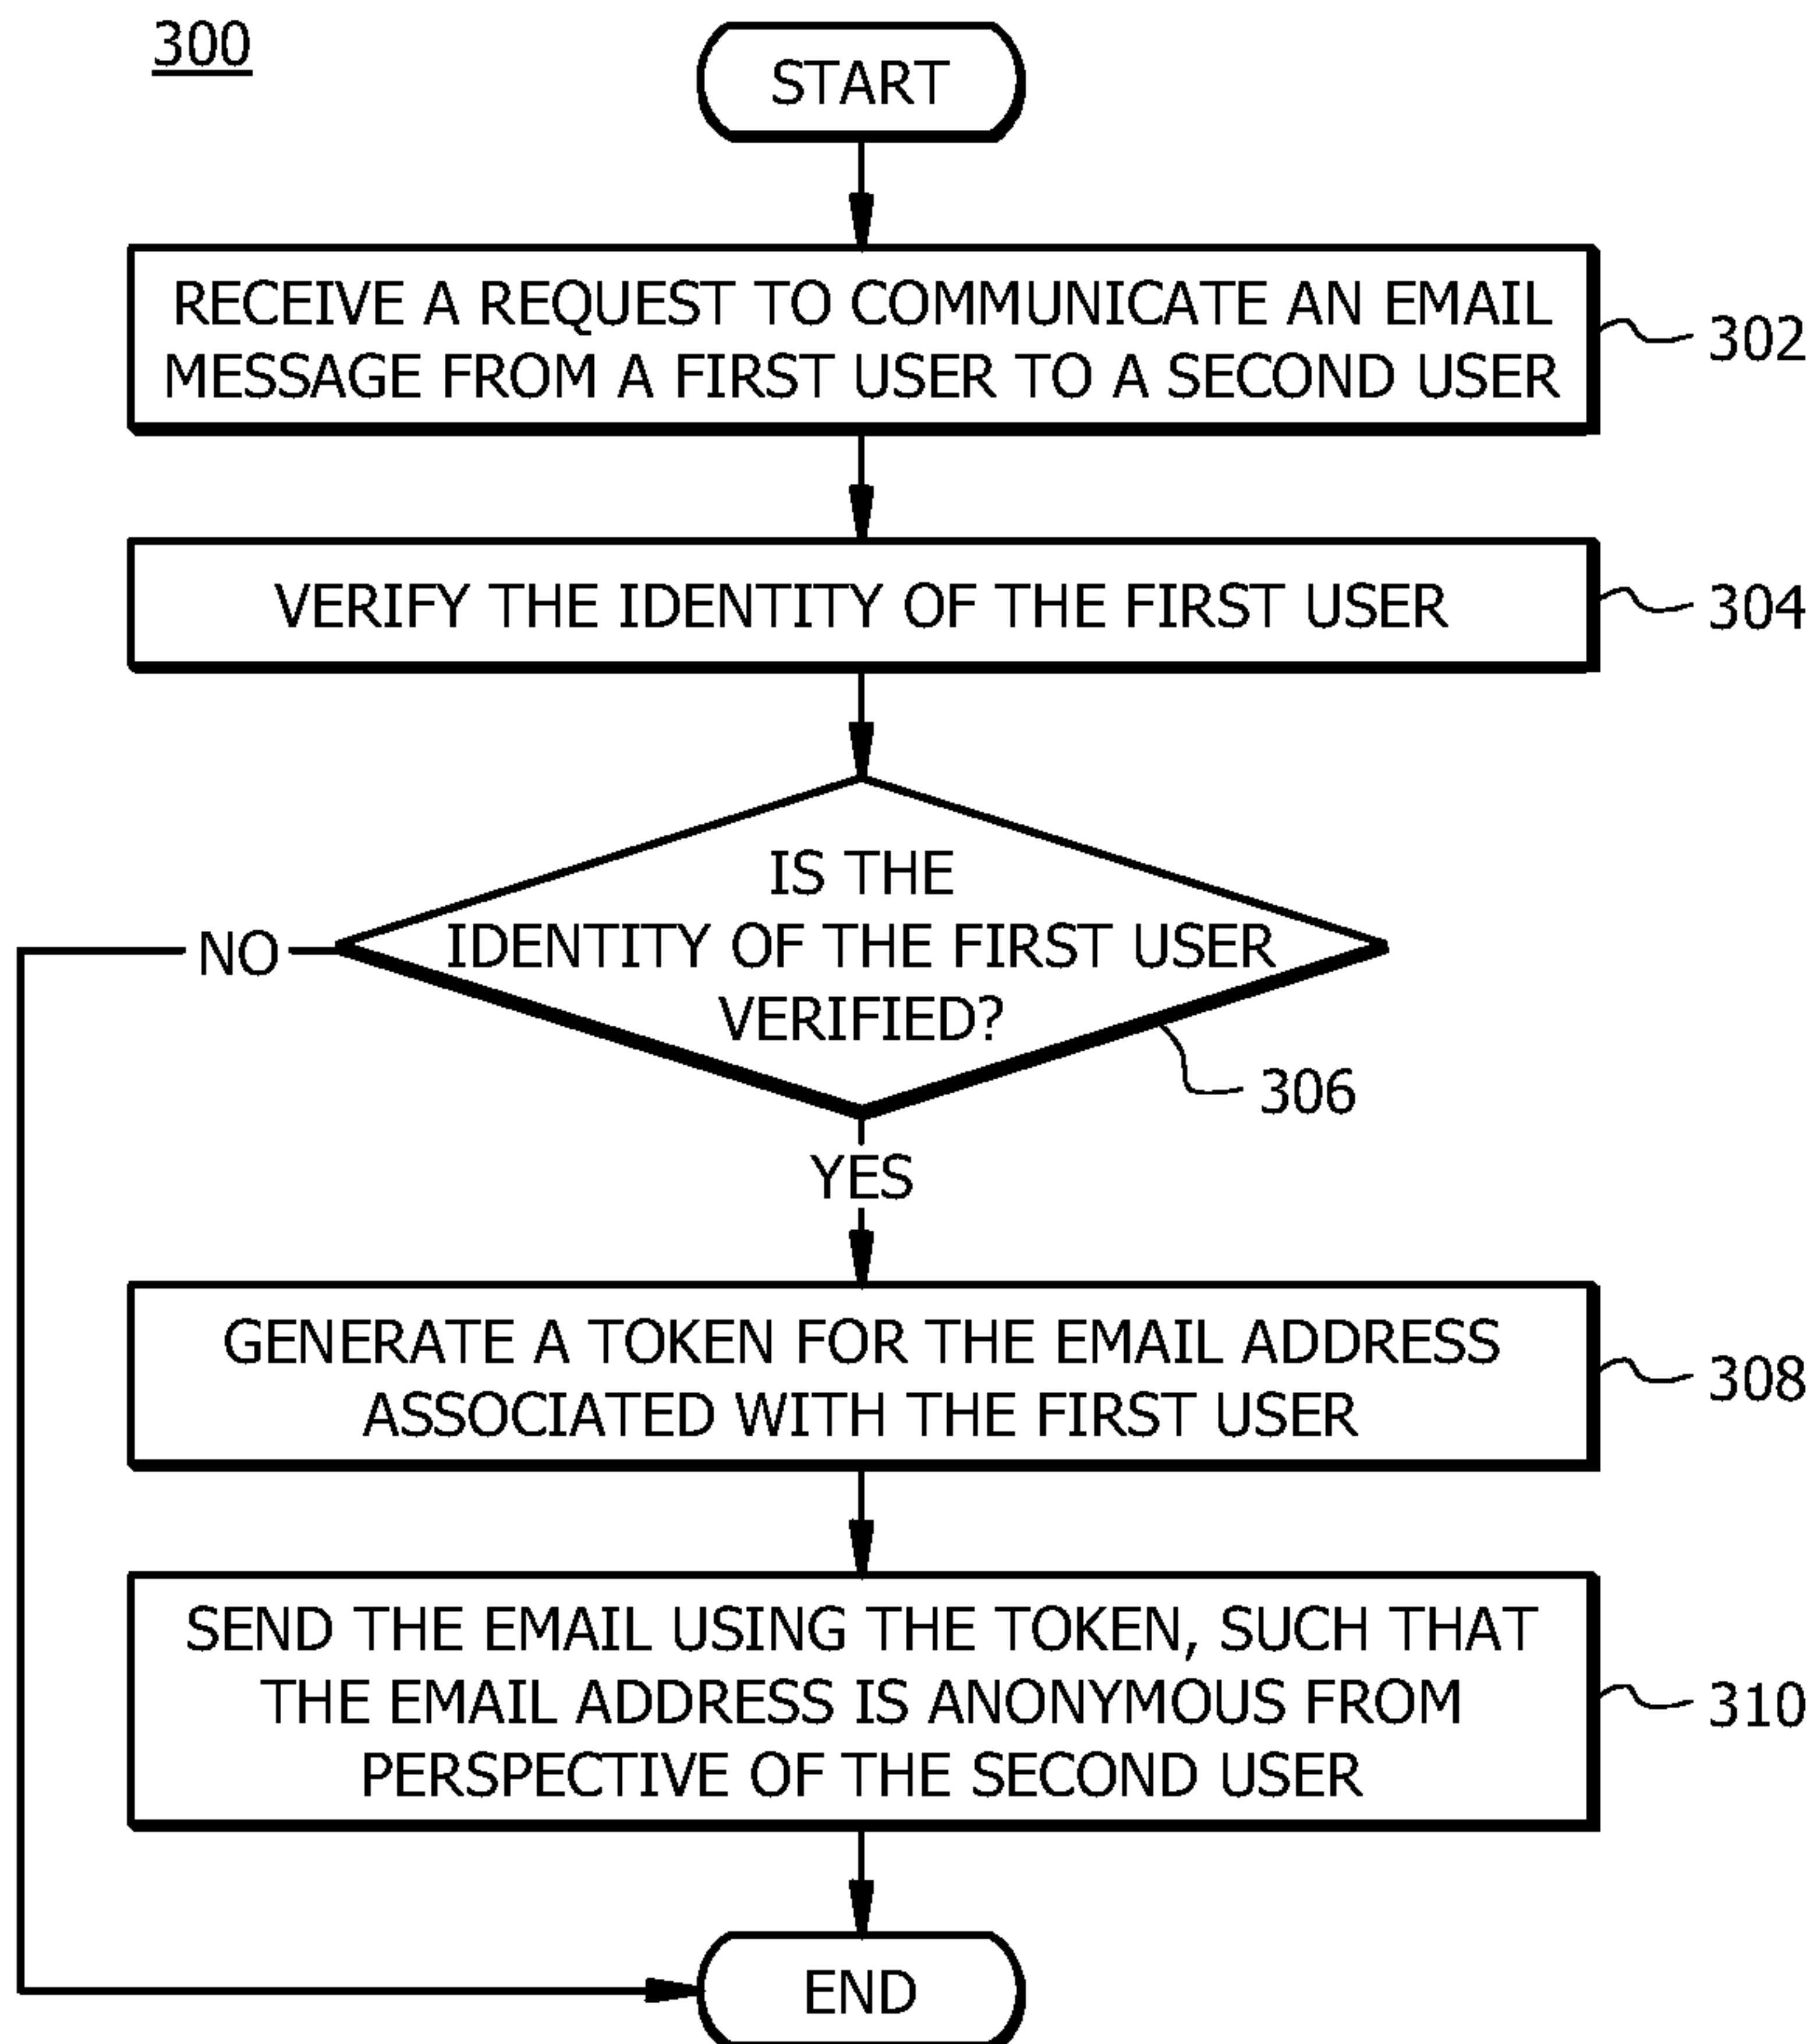 300
START
RECEIVE A REQUEST TO COMMUNICATE AN EMAIL
MESSAGE FROM A FIRST USER TO A SECOND USER
302
VERIFY THE IDENTITY OF THE FIRST USER
304
IS THE
IDENTITY OF THE FIRST USER
VERIFIED?
NO
306
YES
GENERATE A TOKEN FOR THE EMAIL ADDRESS
ASSOCIATED WITH THE FIRST USER
308
SEND THE EMAIL USING THE TOKEN, SUCH THAT
THE EMAIL ADDRESS IS ANONYMOUS FROM
PERSPECTIVE OF THE SECOND USER
310
END